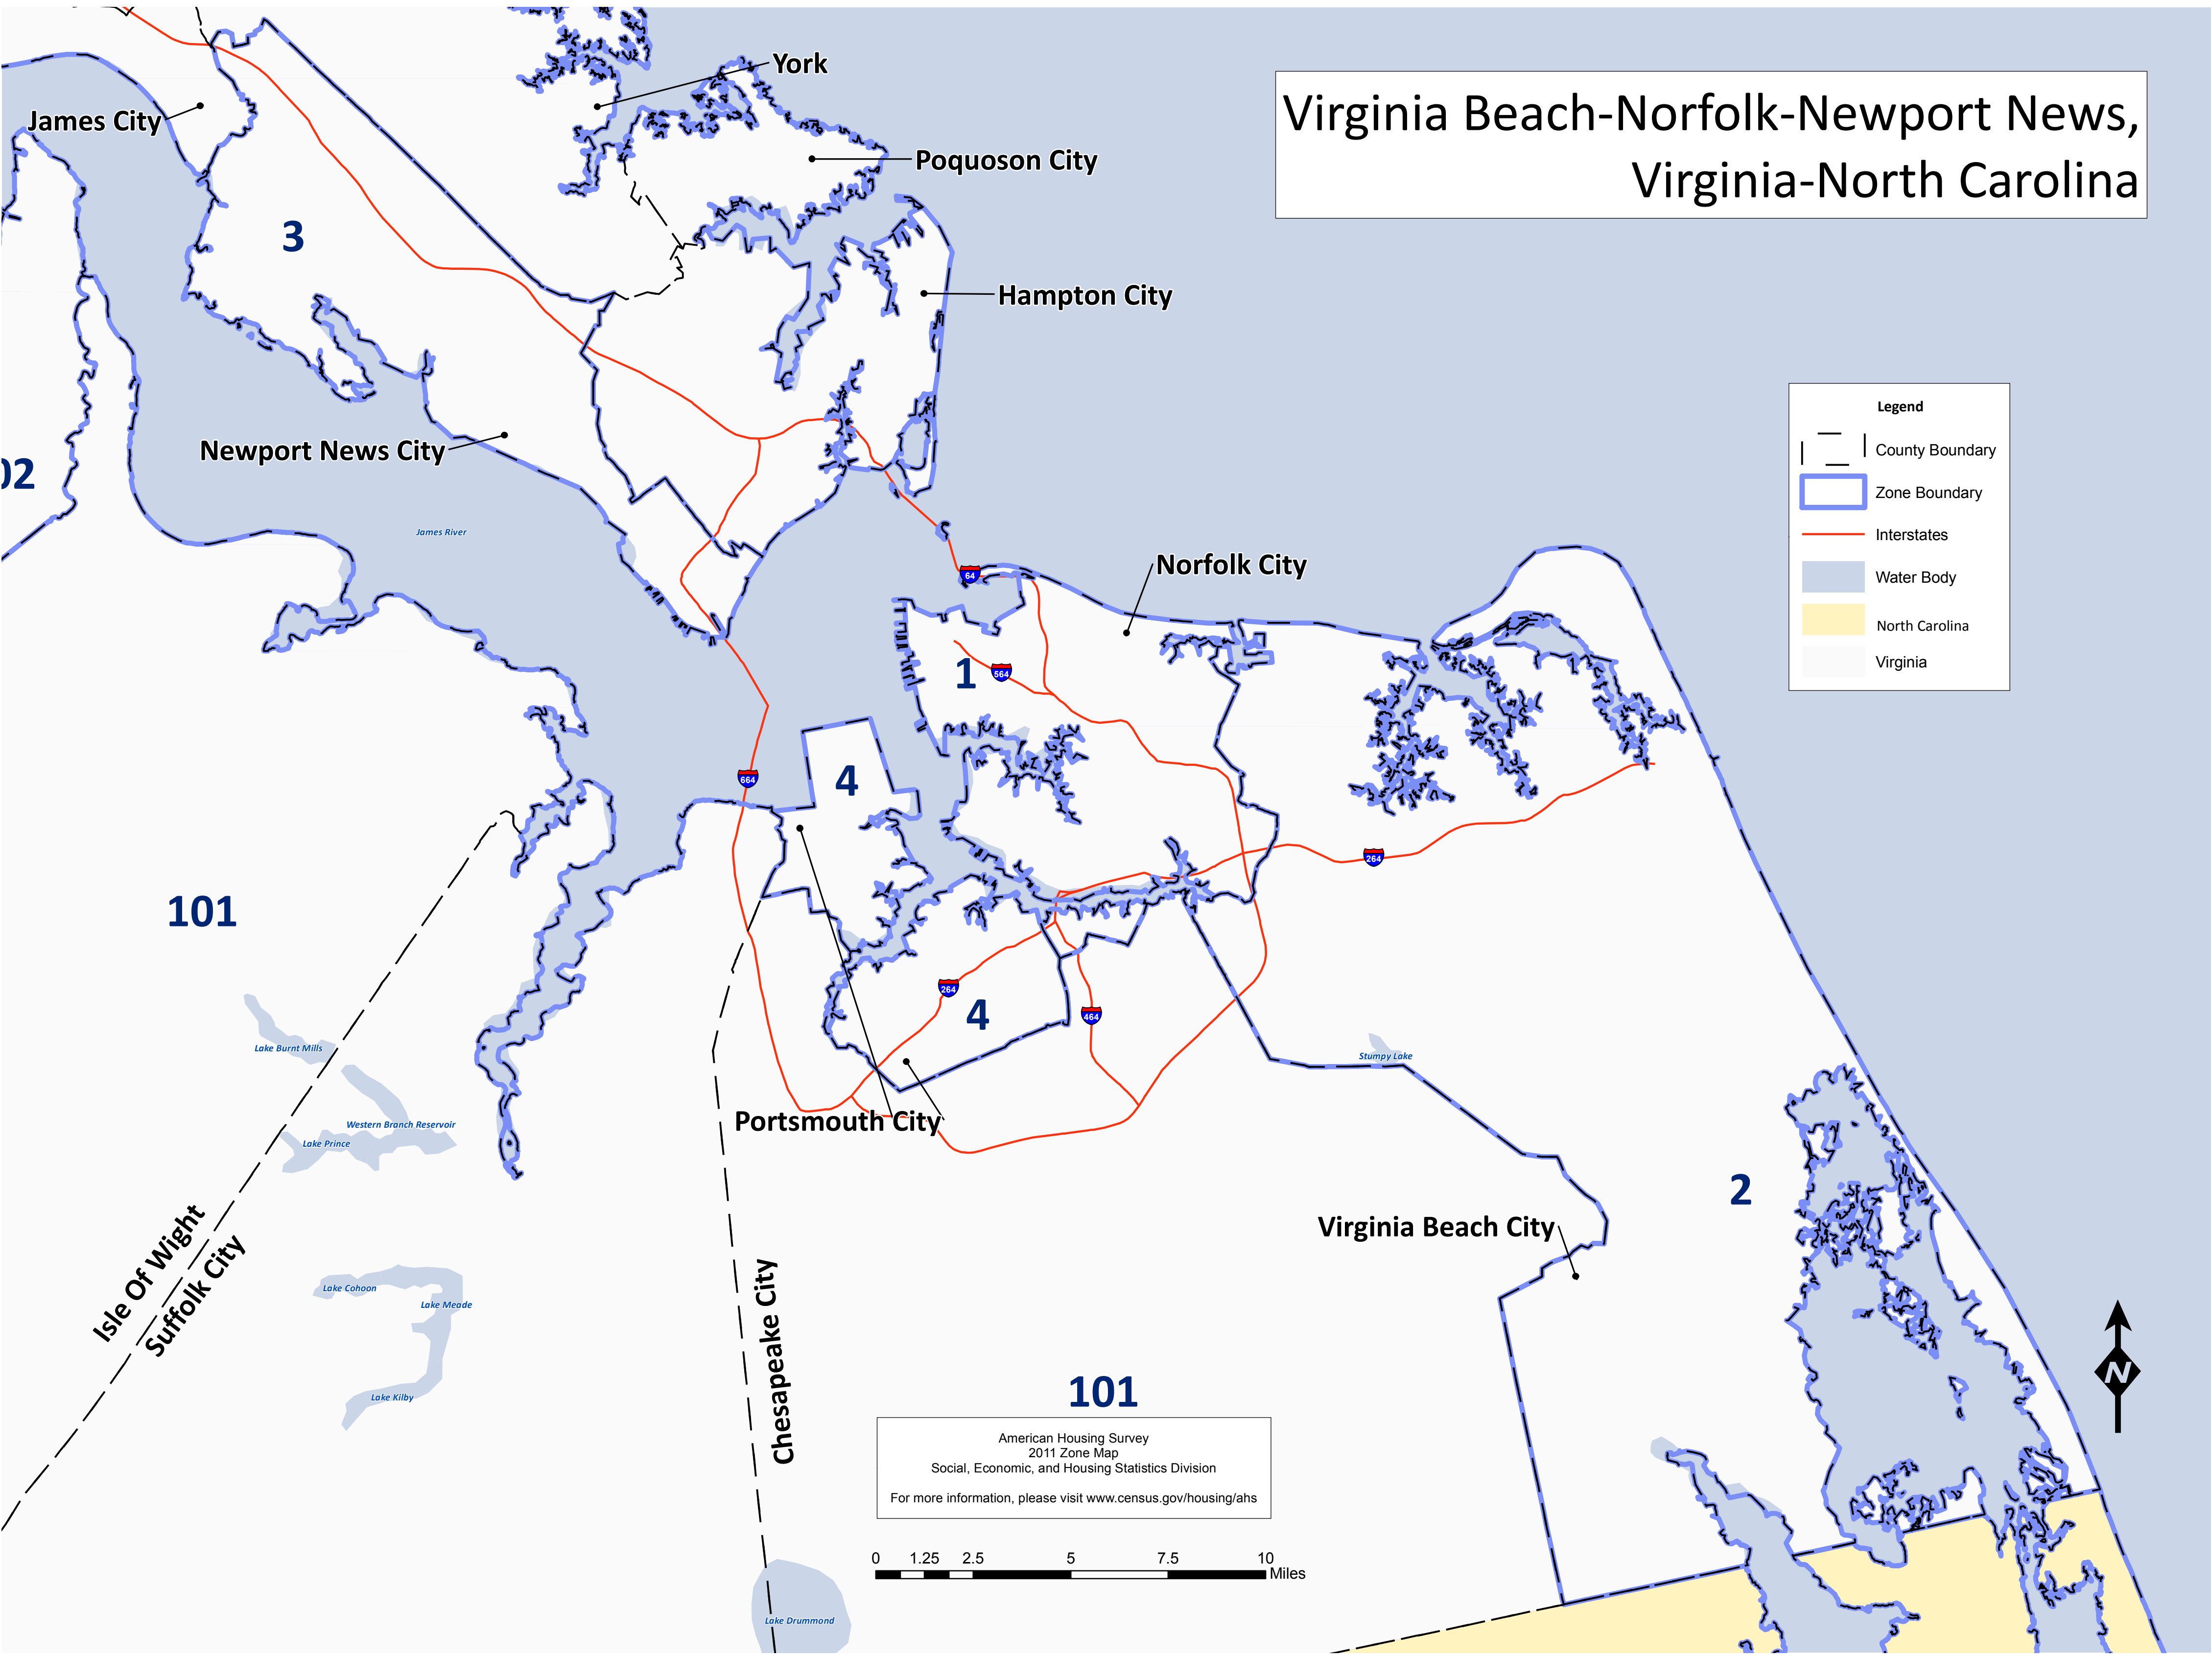 Virginia Beach-Norfolk-Newport News,
Virginia-North Carolina
York
James City
Poquoson City
3
Hampton City
Newport News City
02
James River
Legend
County Boundary
Zone Boundary
Interstates
Water Body
North Carolina
Virginia
64
Norfolk City
1
564
664
4
264
101
264
4
464
Lake Burnt Mills
Stumpy Lake
Portsmouth City
Western Branch Reservoir
Lake Prince
2
Virginia Beach City
Isle Of Wight
Suffolk City
Lake Cohoon
Lake Meade
Chesapeake City
Lake Kilby
N
101
American Housing Survey
2011 Zone Map
Social, Economic, and Housing Statistics Division
For more information, please visit www.census.gov/housing/ahs
0 1.25 2.5 5 7.5 10
Miles
Lake Drummond